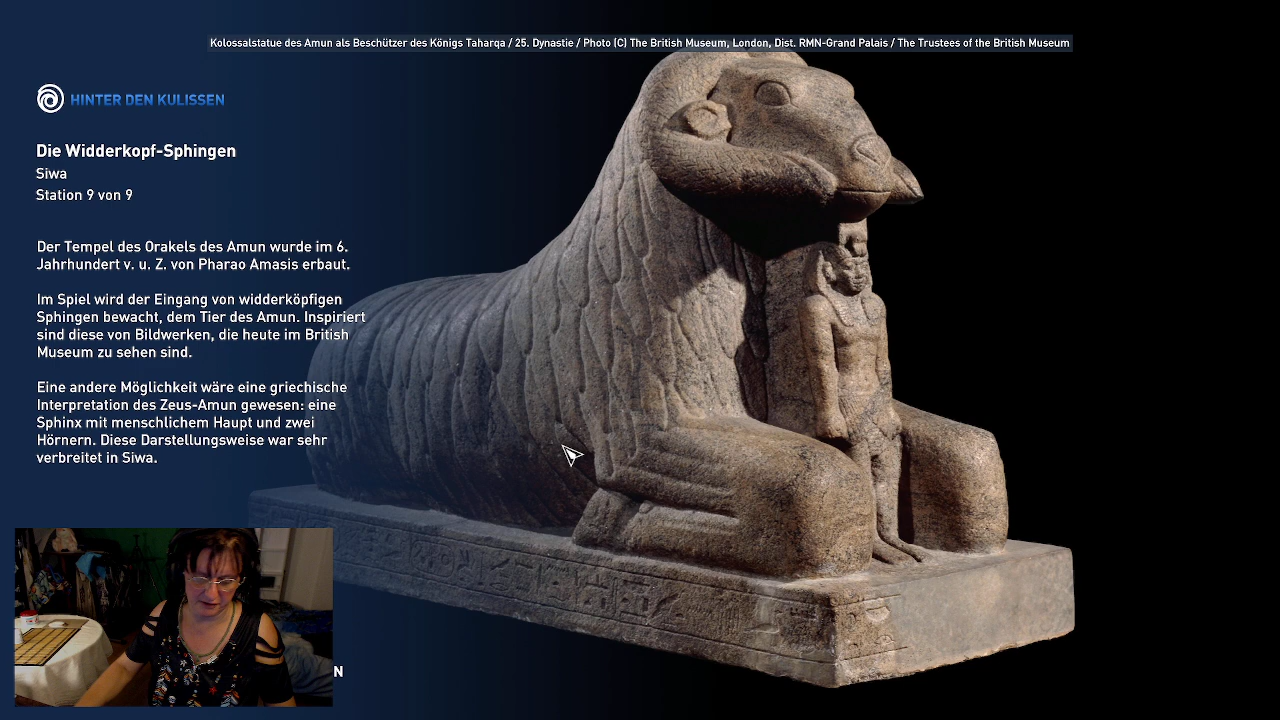 Kolossalstatue des Amun als Beschützer des Königs Taharqa / 25. Dynastie / Photo (C) The British Museum, London, Dist. RMN-Grand Palais / The Trustees of the British Museum
HINTER DEN KULISSEN
Die Widderkopf-Sphingen
Siwa
Station 9 von 9
Der Tempel des Orakels des Amun wurde im 6.
Jahrhundert v. u. Z. von Pharao Amasis erbaut.
Im Spiel wird der Eingang von widderköpfigen
Sphingen bewacht, dem Tier des Amun. Inspiriert
sind diese von Bildwerken, die heute im British
Museum zu sehen sind.
Eine andere Möglichkeit wäre eine griechische
Interpretation des Zeus-Amun gewesen: eine
Sphinx mit menschlichem Haupt und zwei
Hörnern. Diese Darstellungsweise war sehr
verbreitet in Siwa.
N